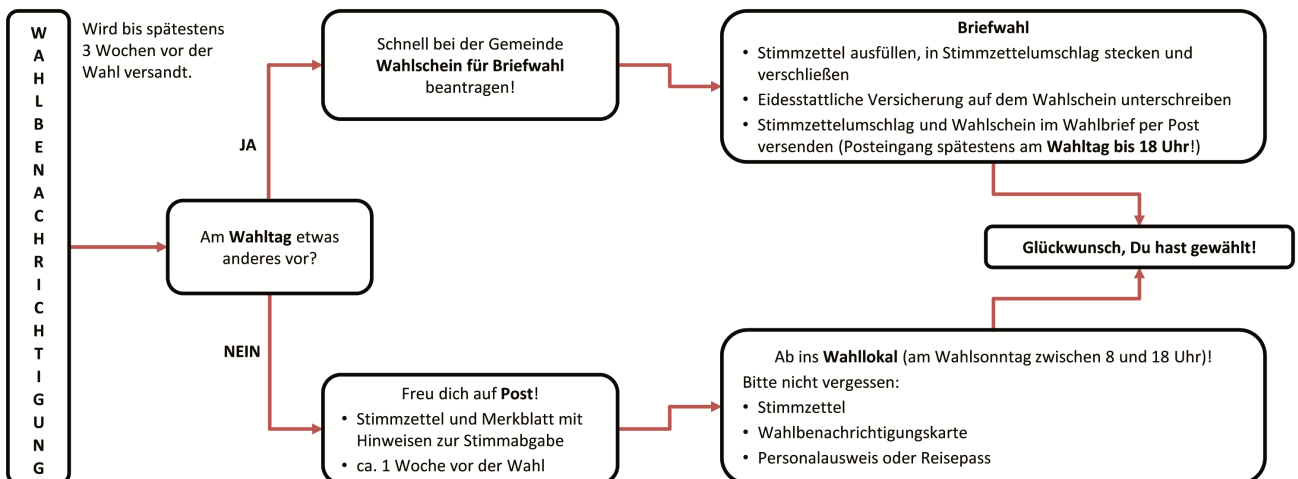 WAHLBENACHRICHTIGUNG
Wird bis spätestens
3 Wochen vor der
Wahl versandt.
Am Wahltag etwas
anderes vor?
JA
Schnell bei der Gemeinde
Wahlschein für Briefwahl
beantragen!
Briefwahl
• Stimmzettel ausfüllen, in Stimmzettelumschlag stecken und
verschließen
• Eidesstattliche Versicherung auf dem Wahlschein unterschreiben
• Stimmzettelumschlag und Wahlschein im Wahlbrief per Post
versenden (Posteingang spätestens am Wahltag bis 18 Uhr!)
NEIN
Freu dich auf Post!
• Stimmzettel und Merkblatt mit
Hinweisen zur Stimmabgabe
• ca. 1 Woche vor der Wahl
Ab ins Wahllokal (am Wahlsonntag zwischen 8 und 18 Uhr)!
Bitte nicht vergessen:
• Stimmzettel
• Wahlbenachrichtigungskarte
• Personalausweis oder Reisepass
Glückwunsch, Du hast gewählt!